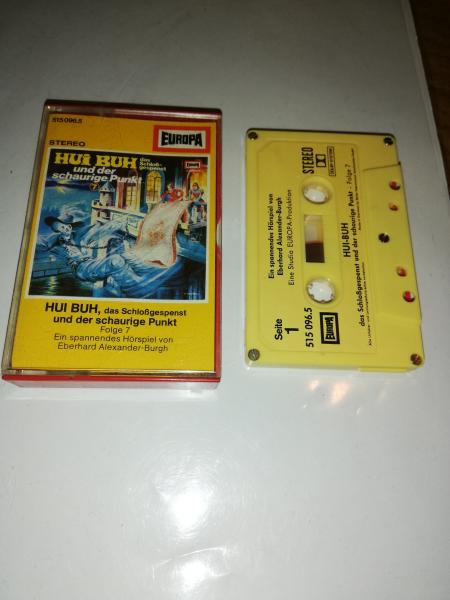 515 096.5
EUROPA
STEREO
HUI BUH
das
Schloß-
gespenst
und der
schaurige Punkt
7
HUI BUH, das Schloßgespenst
und der schaurige Punkt
Folge 7
Ein spannendes Hörspiel von
Eberhard Alexander-Burgh
STEREO
Ein spannendes Hörspiel von
Eberhard Alexander-Burgh
Eine Studio EUROPA-Produktion
Seite
1
515 096.5
EUROPA
HUI-BUH
das Schloßgespenst und der schaurige Punkt - Folge 7